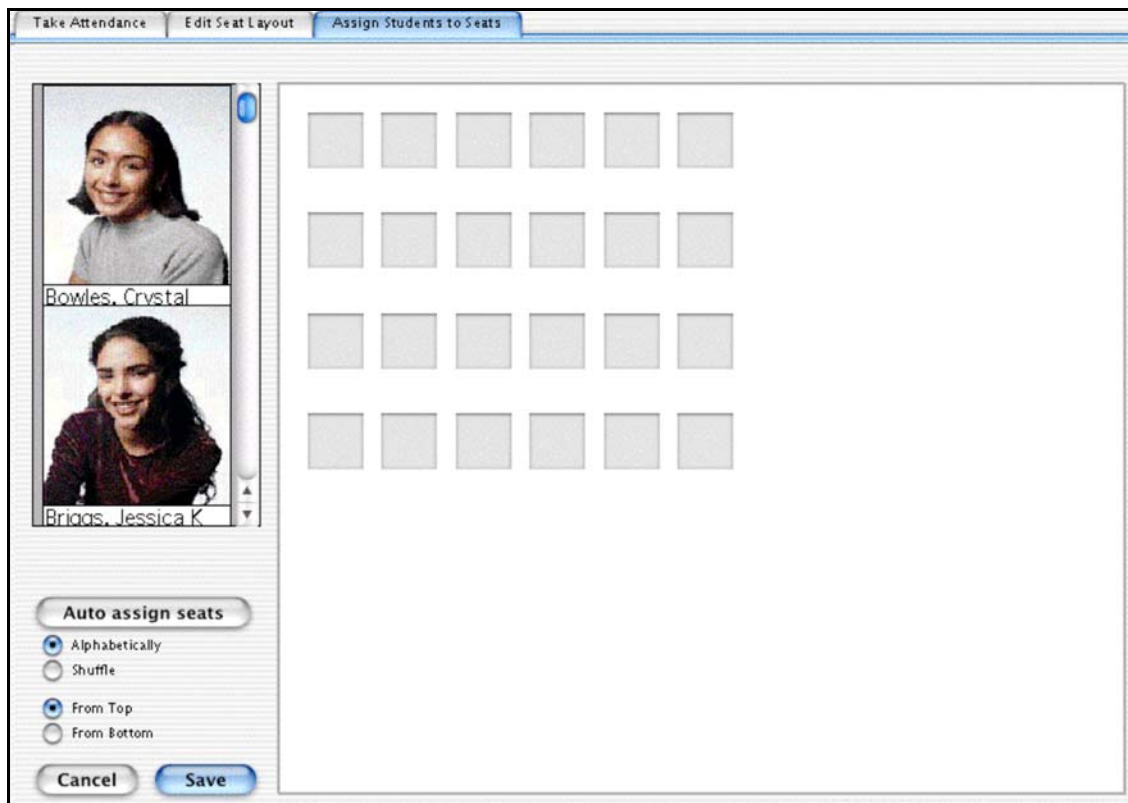 Take Attendance
Edit Seat Layout
Assign Students to Seats
Bowles, Crystal
Briggs, Jessica K
Auto assign seats
Alphabetically
Shuffle
From Top
From Bottom
Cancel
Save